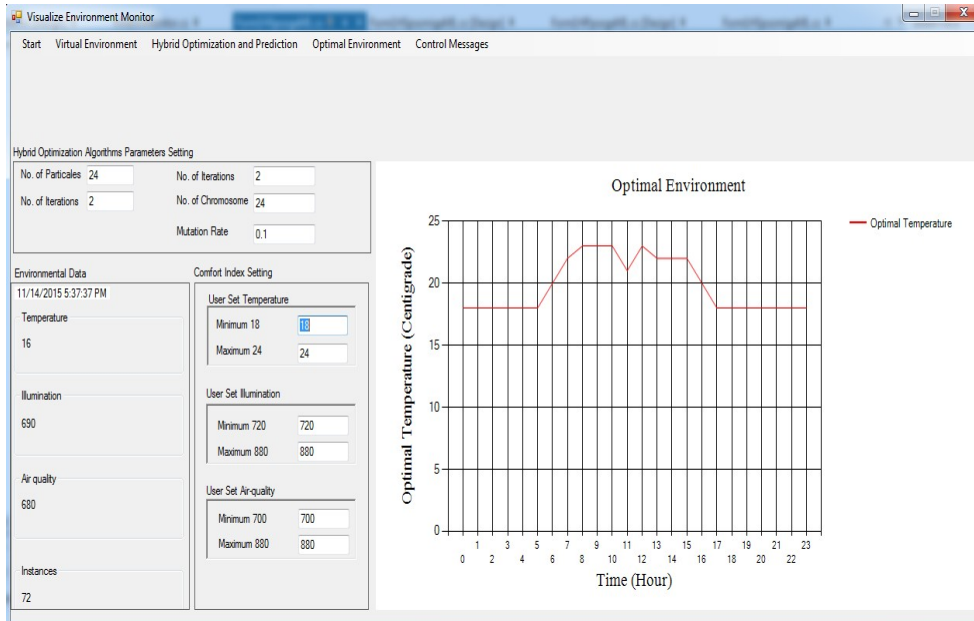 Visualize Environment Monitor
Start Virtual Environment Hybrid Optimization and Prediction Optimal Environment Control Messages
Hybrid Optimization Algorithms Parameters Setting
No. of Particales 24 No. of Iterations 2
No. of Iterations 2 No. of Chromosome 24
Mutation Rate 0.1
Environmental Data
11/14/2015 5:37:37 PM
Temperature
16
Illumination
690
Air quality
680
Instances
72
Comfort Index Setting
User Set Temperature
Minimum 18 18
Maximum 24 24
User Set Illumination
Minimum 720 720
Maximum 880 880
User Set Air-quality
Minimum 700 700
Maximum 880 880
Optimal Environment
Optimal Temperature
Optimal Temperature (Centigrade)
25
20
15
10
5
0
1 3 5 7 9 11 13 15 17 19 21 23
0 2 4 6 8 10 12 14 16 18 20 22
Time (Hour)